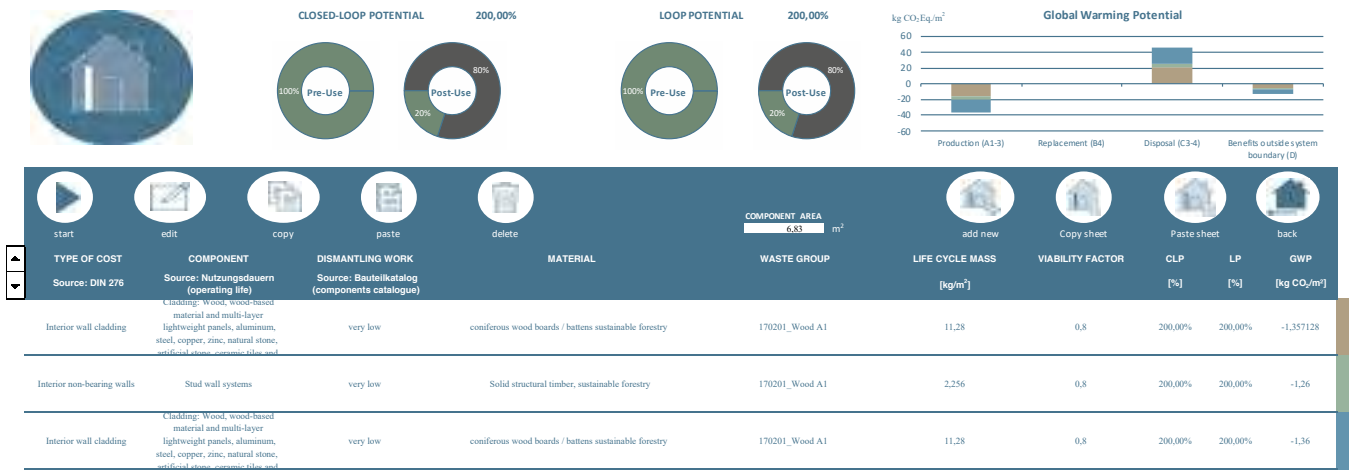 CLOSED-LOOP POTENTIAL 200,00%
LOOP POTENTIAL 200,00%
kg CO2Eq./m²
Global Warming Potential
100%
Pre-Use
80%
Post-Use
20%
100%
Pre-Use
80%
Post-Use
20%
60
40
20
0
-20
-40
-60
Production (A1-3)
Replacement (B4)
Disposal (C3-4)
Benefits outside system
boundary (D)
start
edit
copy
paste
delete
COMPONENT AREA
6,83 m²
add new
Copy sheet
Paste sheet
back
TYPE OF COST COMPONENT DISMANTLING WORK MATERIAL WASTE GROUP LIFE CYCLE MASS VIABILITY FACTOR CLP LP GWP
Source: DIN 276
Source: Nutzungsdauern
(operating life)
Source: Bauteilkatalog
(components catalogue)
[kg/m²]
[%]
[%]
[kg CO₂/m²]
Interior wall cladding
Cladding: Wood, wood-based
material and multi-layer
lightweight panels, aluminum,
steel, copper, zinc, natural stone,
artificial stone, ceramic tiles and
very low
coniferous wood boards / battens sustainable forestry
170201_Wood A1
11,28
0,8
200,00%
200,00%
-1,357128
Interior non-bearing walls
Stud wall systems
very low
Solid structural timber, sustainable forestry
170201_Wood A1
2,256
0,8
200,00%
200,00%
-1,26
Interior wall cladding
Cladding: Wood, wood-based
material and multi-layer
lightweight panels, aluminum,
steel, copper, zinc, natural stone,
artificial stone, ceramic tiles and
very low
coniferous wood boards / battens sustainable forestry
170201_Wood A1
11,28
0,8
200,00%
200,00%
-1,36